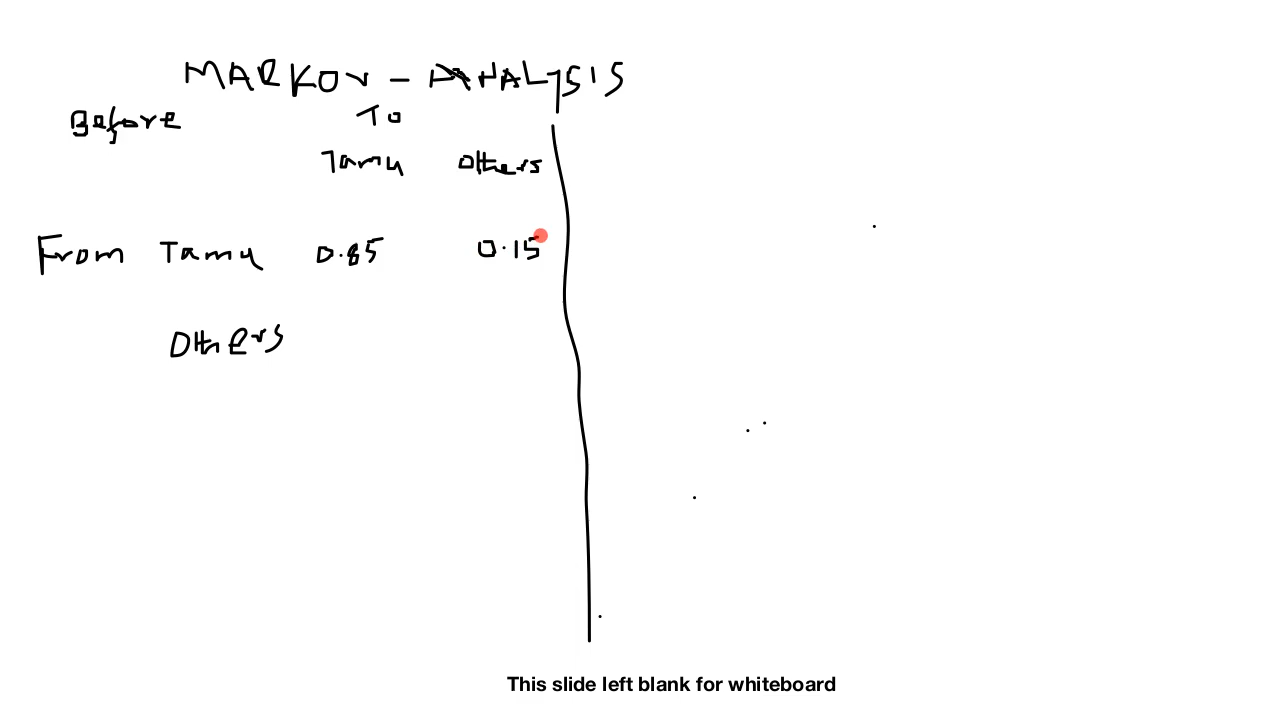 MARKOV - ANALYSIS
Before To
Tamu Others
From Tamu 0.85 0.15
Others
This slide left blank for whiteboard